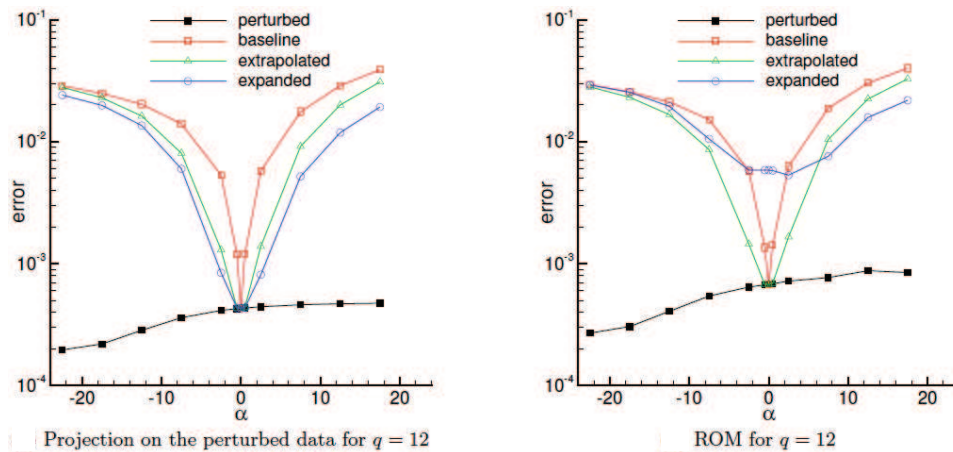 10⁻¹
perturbed
baseline
extrapolated
expanded
10⁻²
error
10⁻³
10⁻⁴
-20 -10 0 10 20
α
Projection on the perturbed data for q = 12
10⁻¹
perturbed
baseline
extrapolated
expanded
10⁻²
error
10⁻³
10⁻⁴
-20 -10 0 10 20
α
ROM for q = 12